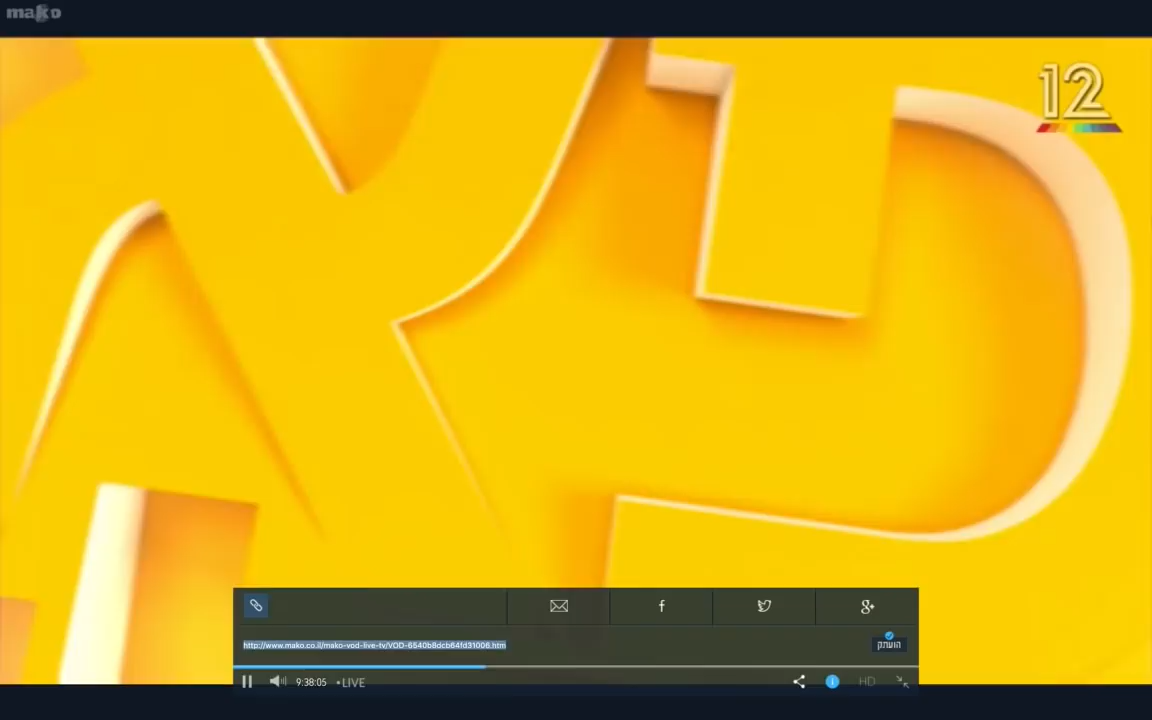 mako
12
f
g+
http://www.mako.co.il/mako-vod-live-tv/VOD-6540b8dcb64fd31006.htm
הועתק
9:38:05 • LIVE
i
HD